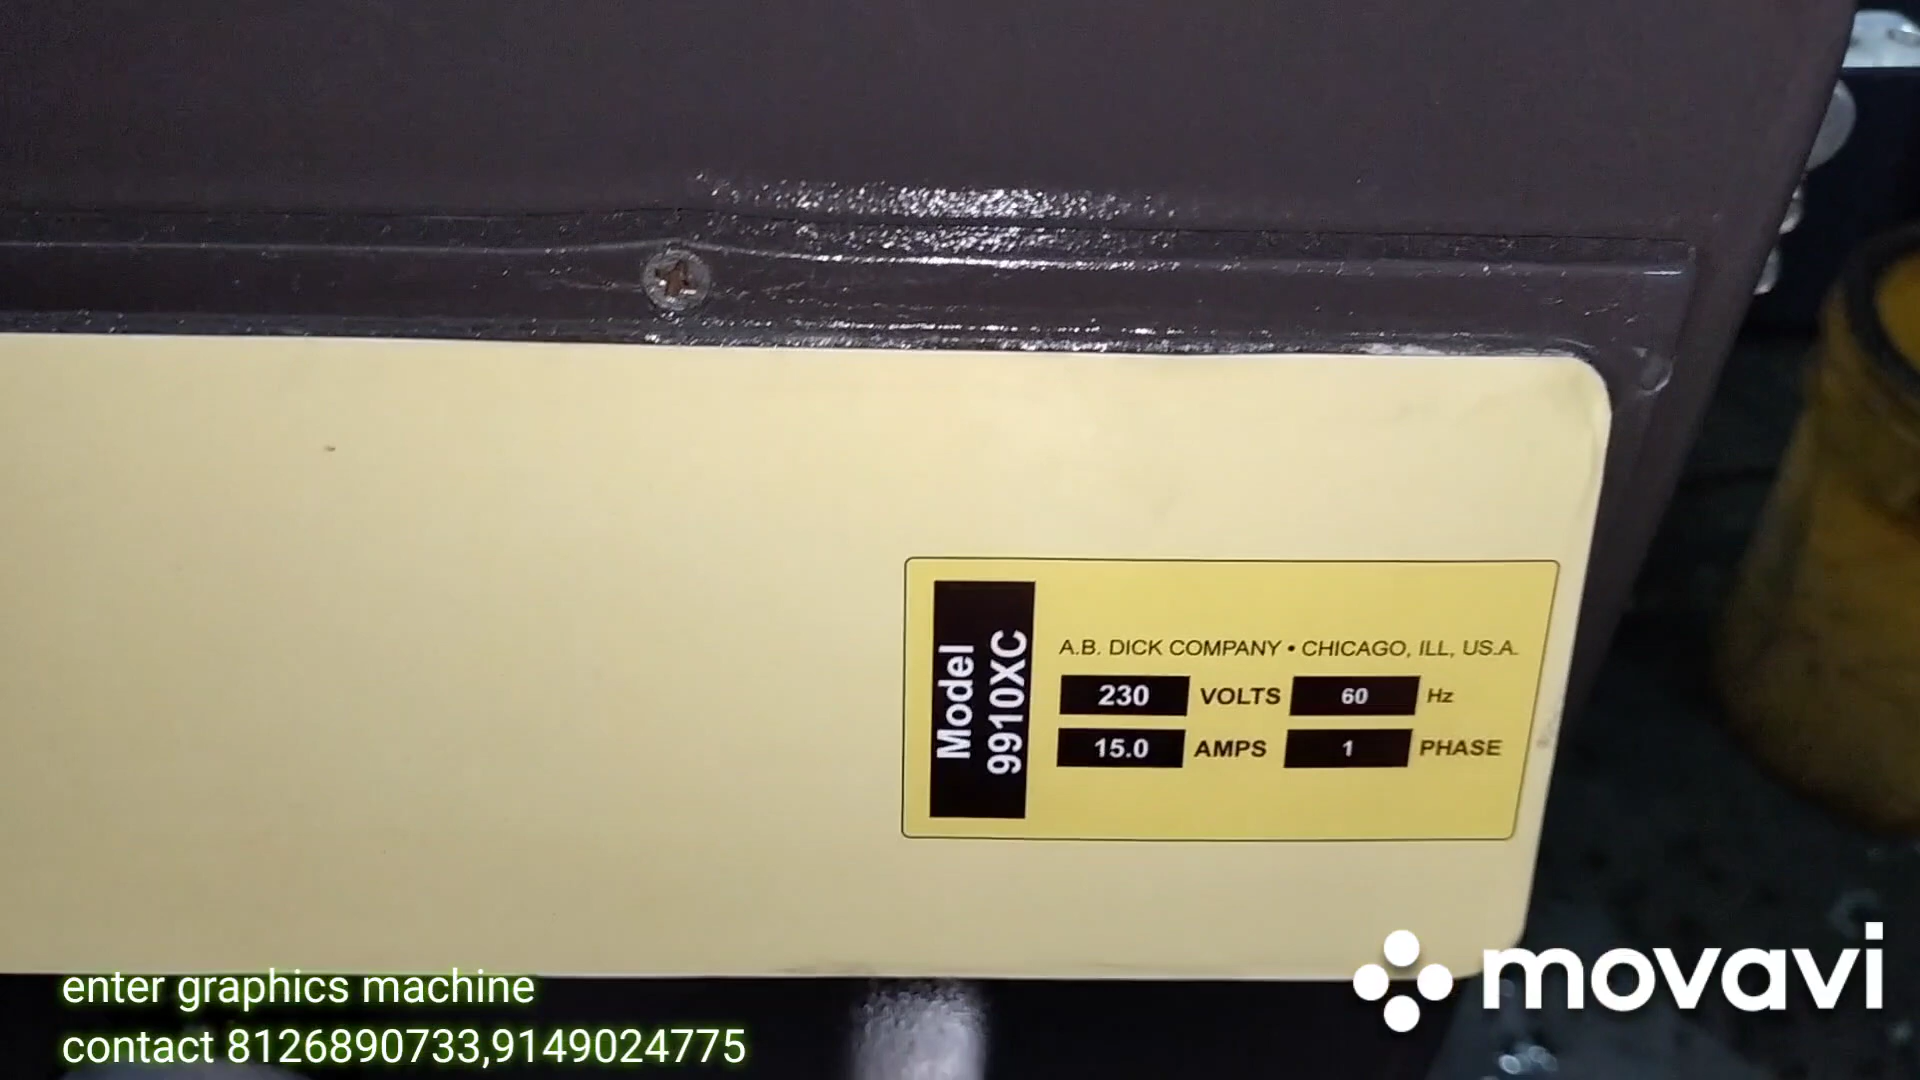 Model
9910XC
A.B. DICK COMPANY • CHICAGO, ILL, US.A.
230 VOLTS 60 Hz
15.0 AMPS 1 PHASE
movavi
enter graphics machine
contact 8126890733,9149024775